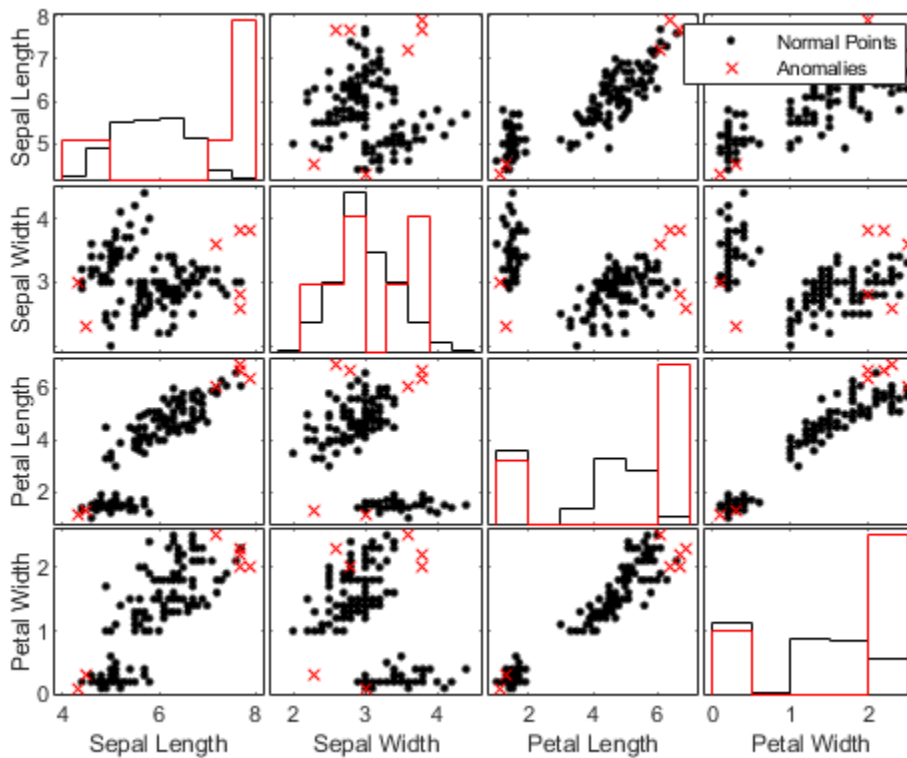 8
7
6
5
Sepal Length
Normal Points
Anomalies
4
3
2
Sepal Width
6
4
2
Petal Length
2
1
0
Petal Width
4 6 8
2 3 4
2 4 6
0 1 2
Sepal Length Sepal Width Petal Length Petal Width